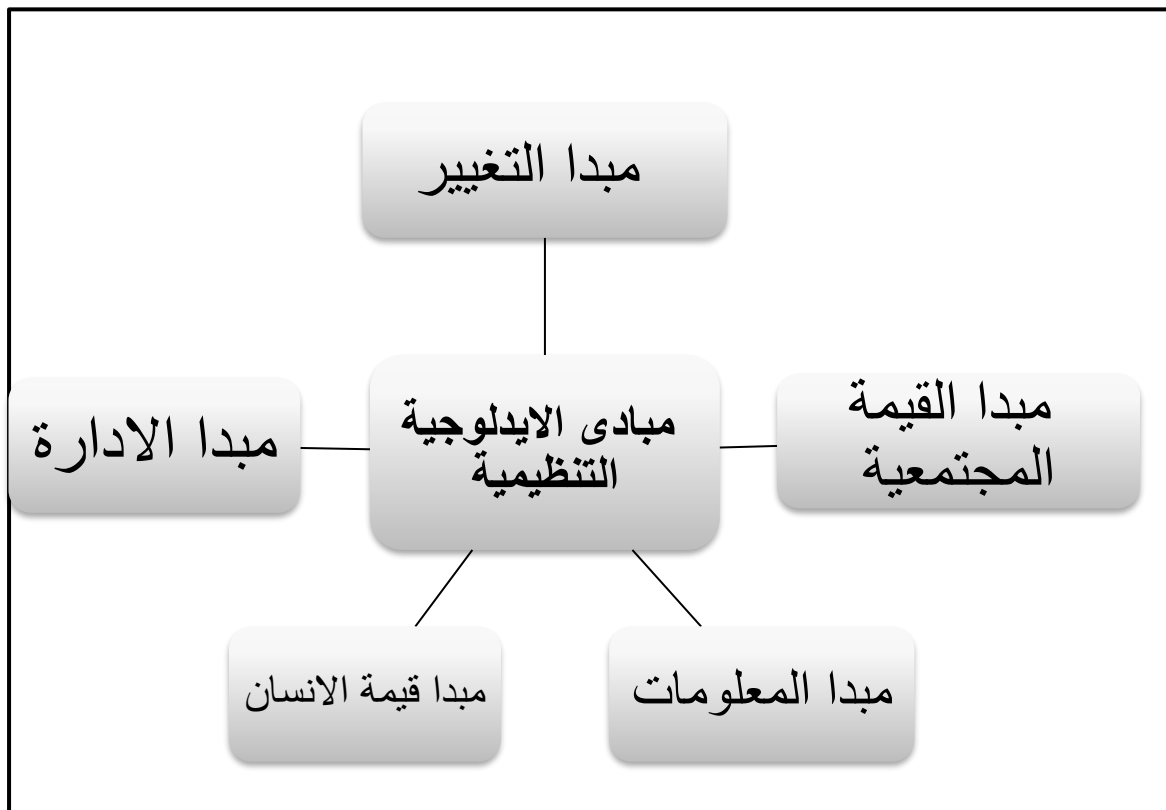 مبدا التغيير
مبدا القيمة
المجتمعية
مبادى الايدلوجية
التنظيمية
مبدا الادارة
مبدا المعلومات
مبدا قيمة الانسان